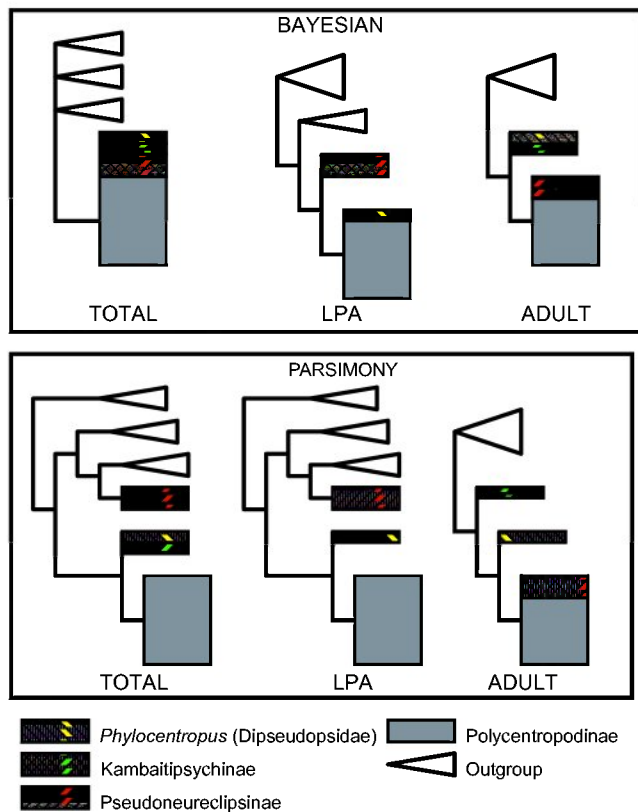 BAYESIAN
TOTAL LPA ADULT
PARSIMONY
TOTAL LPA ADULT
Phylocentropus (Dipseudopsidae) Polycentropodinae
Kambaitipsychinae Outgroup
Pseudoneureclipsinae